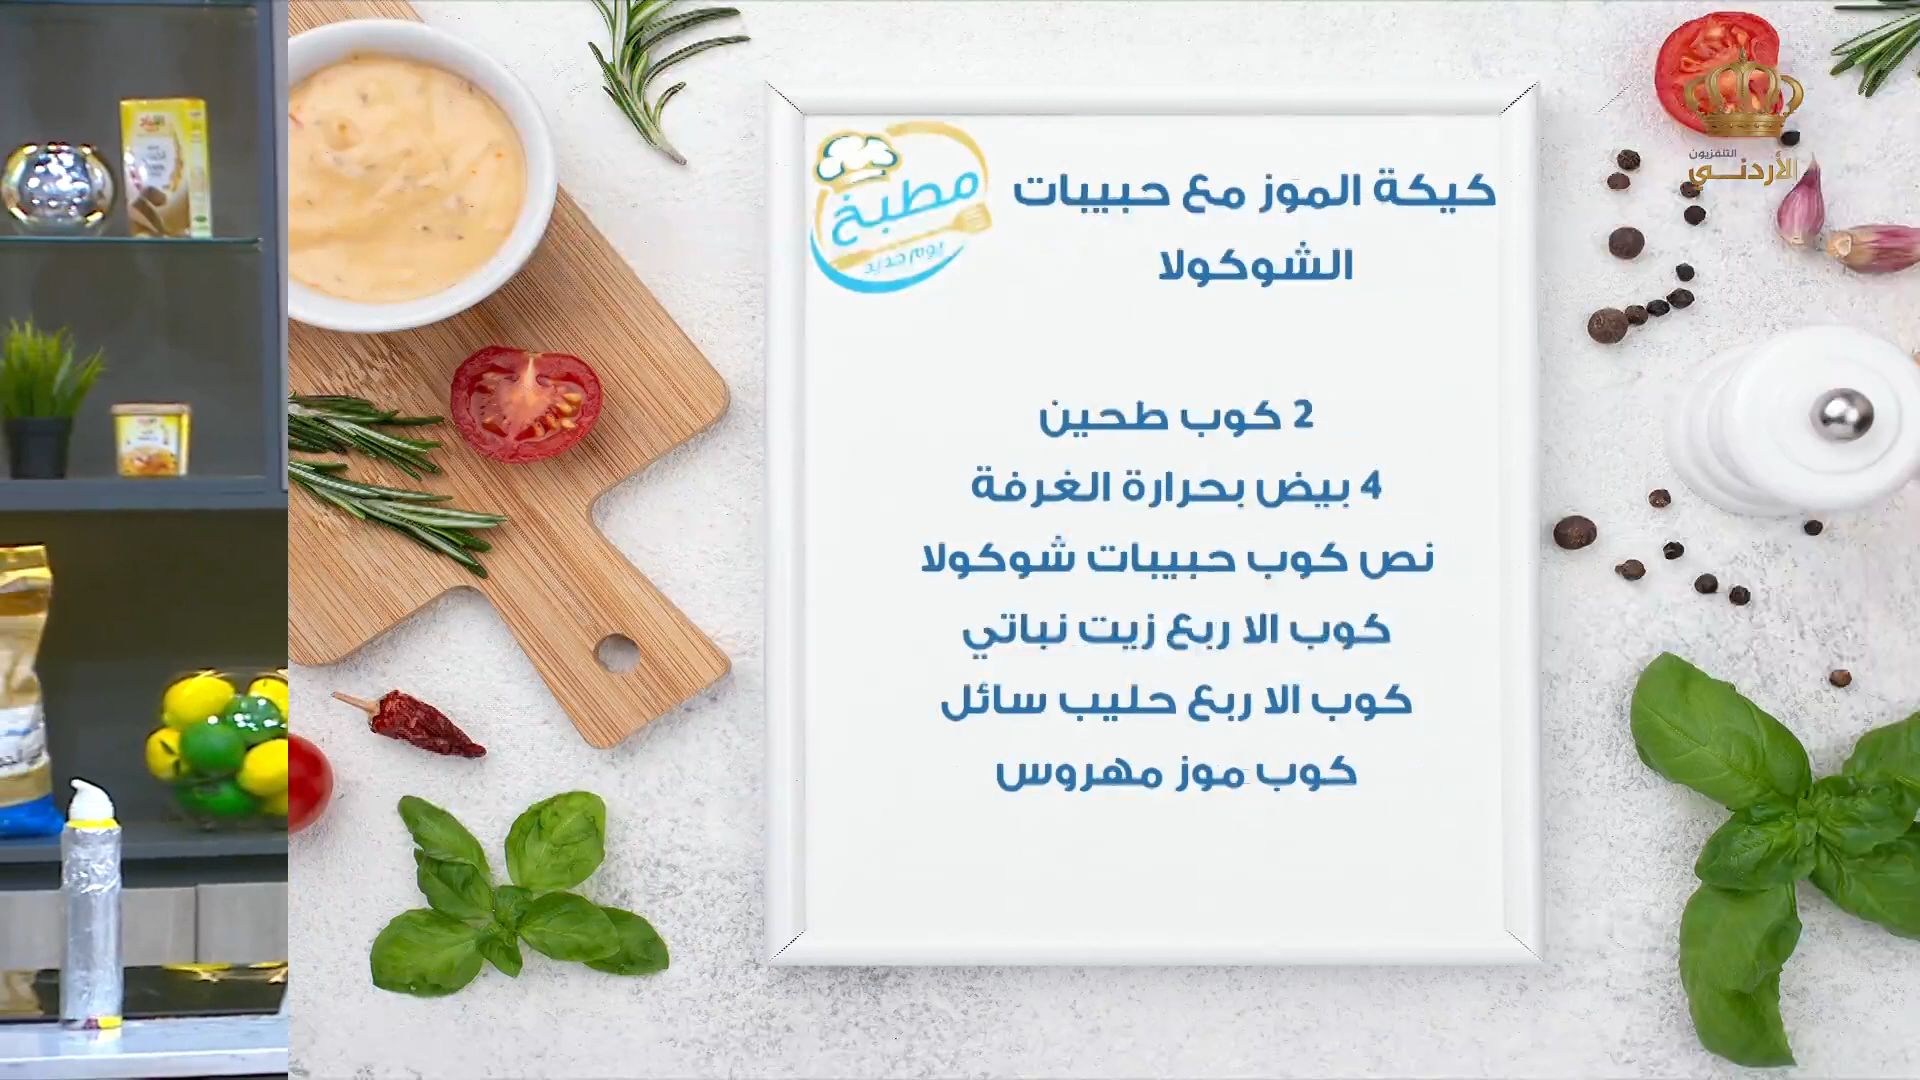 كيكة الموز مع حبيبات
الشوكولا
مطبخ
يوم جديد
2 كوب طحين
4 بيض بحرارة الغرفة
نص كوب حبيبات شوكولا
كوب الا ربع زيت نباتي
كوب الا ربع حليب سائل
كوب موز مهروس
التلفزيون
الأردنـــي